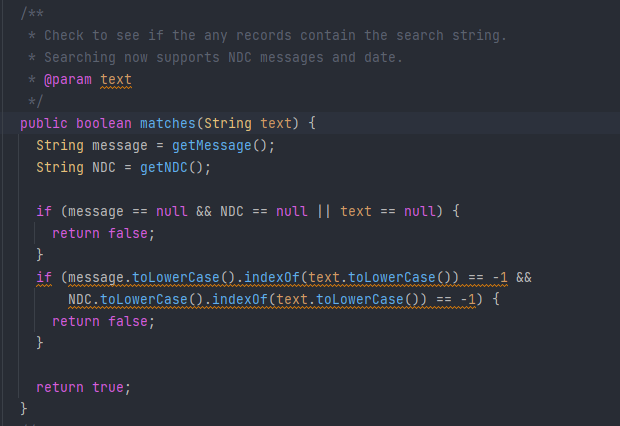 /**
 * Check to see if the any records contain the search string.
 * Searching now supports NDC messages and date.
 * @param text
 */
public boolean matches(String text) {
  String message = getMessage();
  String NDC = getNDC();

  if (message == null && NDC == null || text == null) {
    return false;
  }
  if (message.toLowerCase().indexOf(text.toLowerCase()) == -1 &&
      NDC.toLowerCase().indexOf(text.toLowerCase()) == -1) {
    return false;
  }

  return true;
}